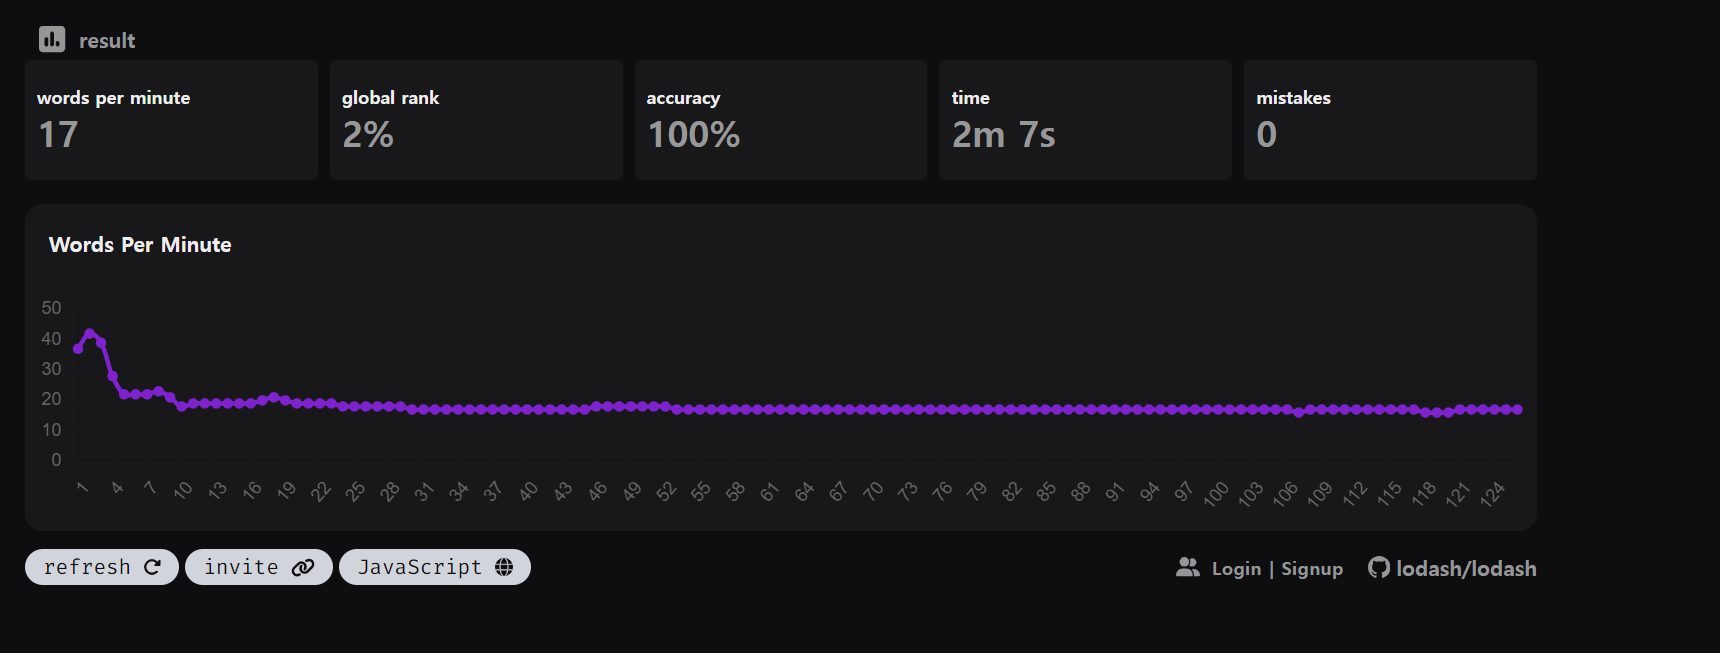 result
words per minute
17
global rank
2%
accuracy
100%
time
2m 7s
mistakes
0
Words Per Minute
50
40
30
20
10
0
1 4 7 10 13 16 19 22 25 28 31 34 37 40 43 46 49 52 55 58 61 64 67 70 73 76 79 82 85 88 91 94 97 100 103 106 109 112 115 118 121 124
refresh invite JavaScript Login | Signup lodash/lodash